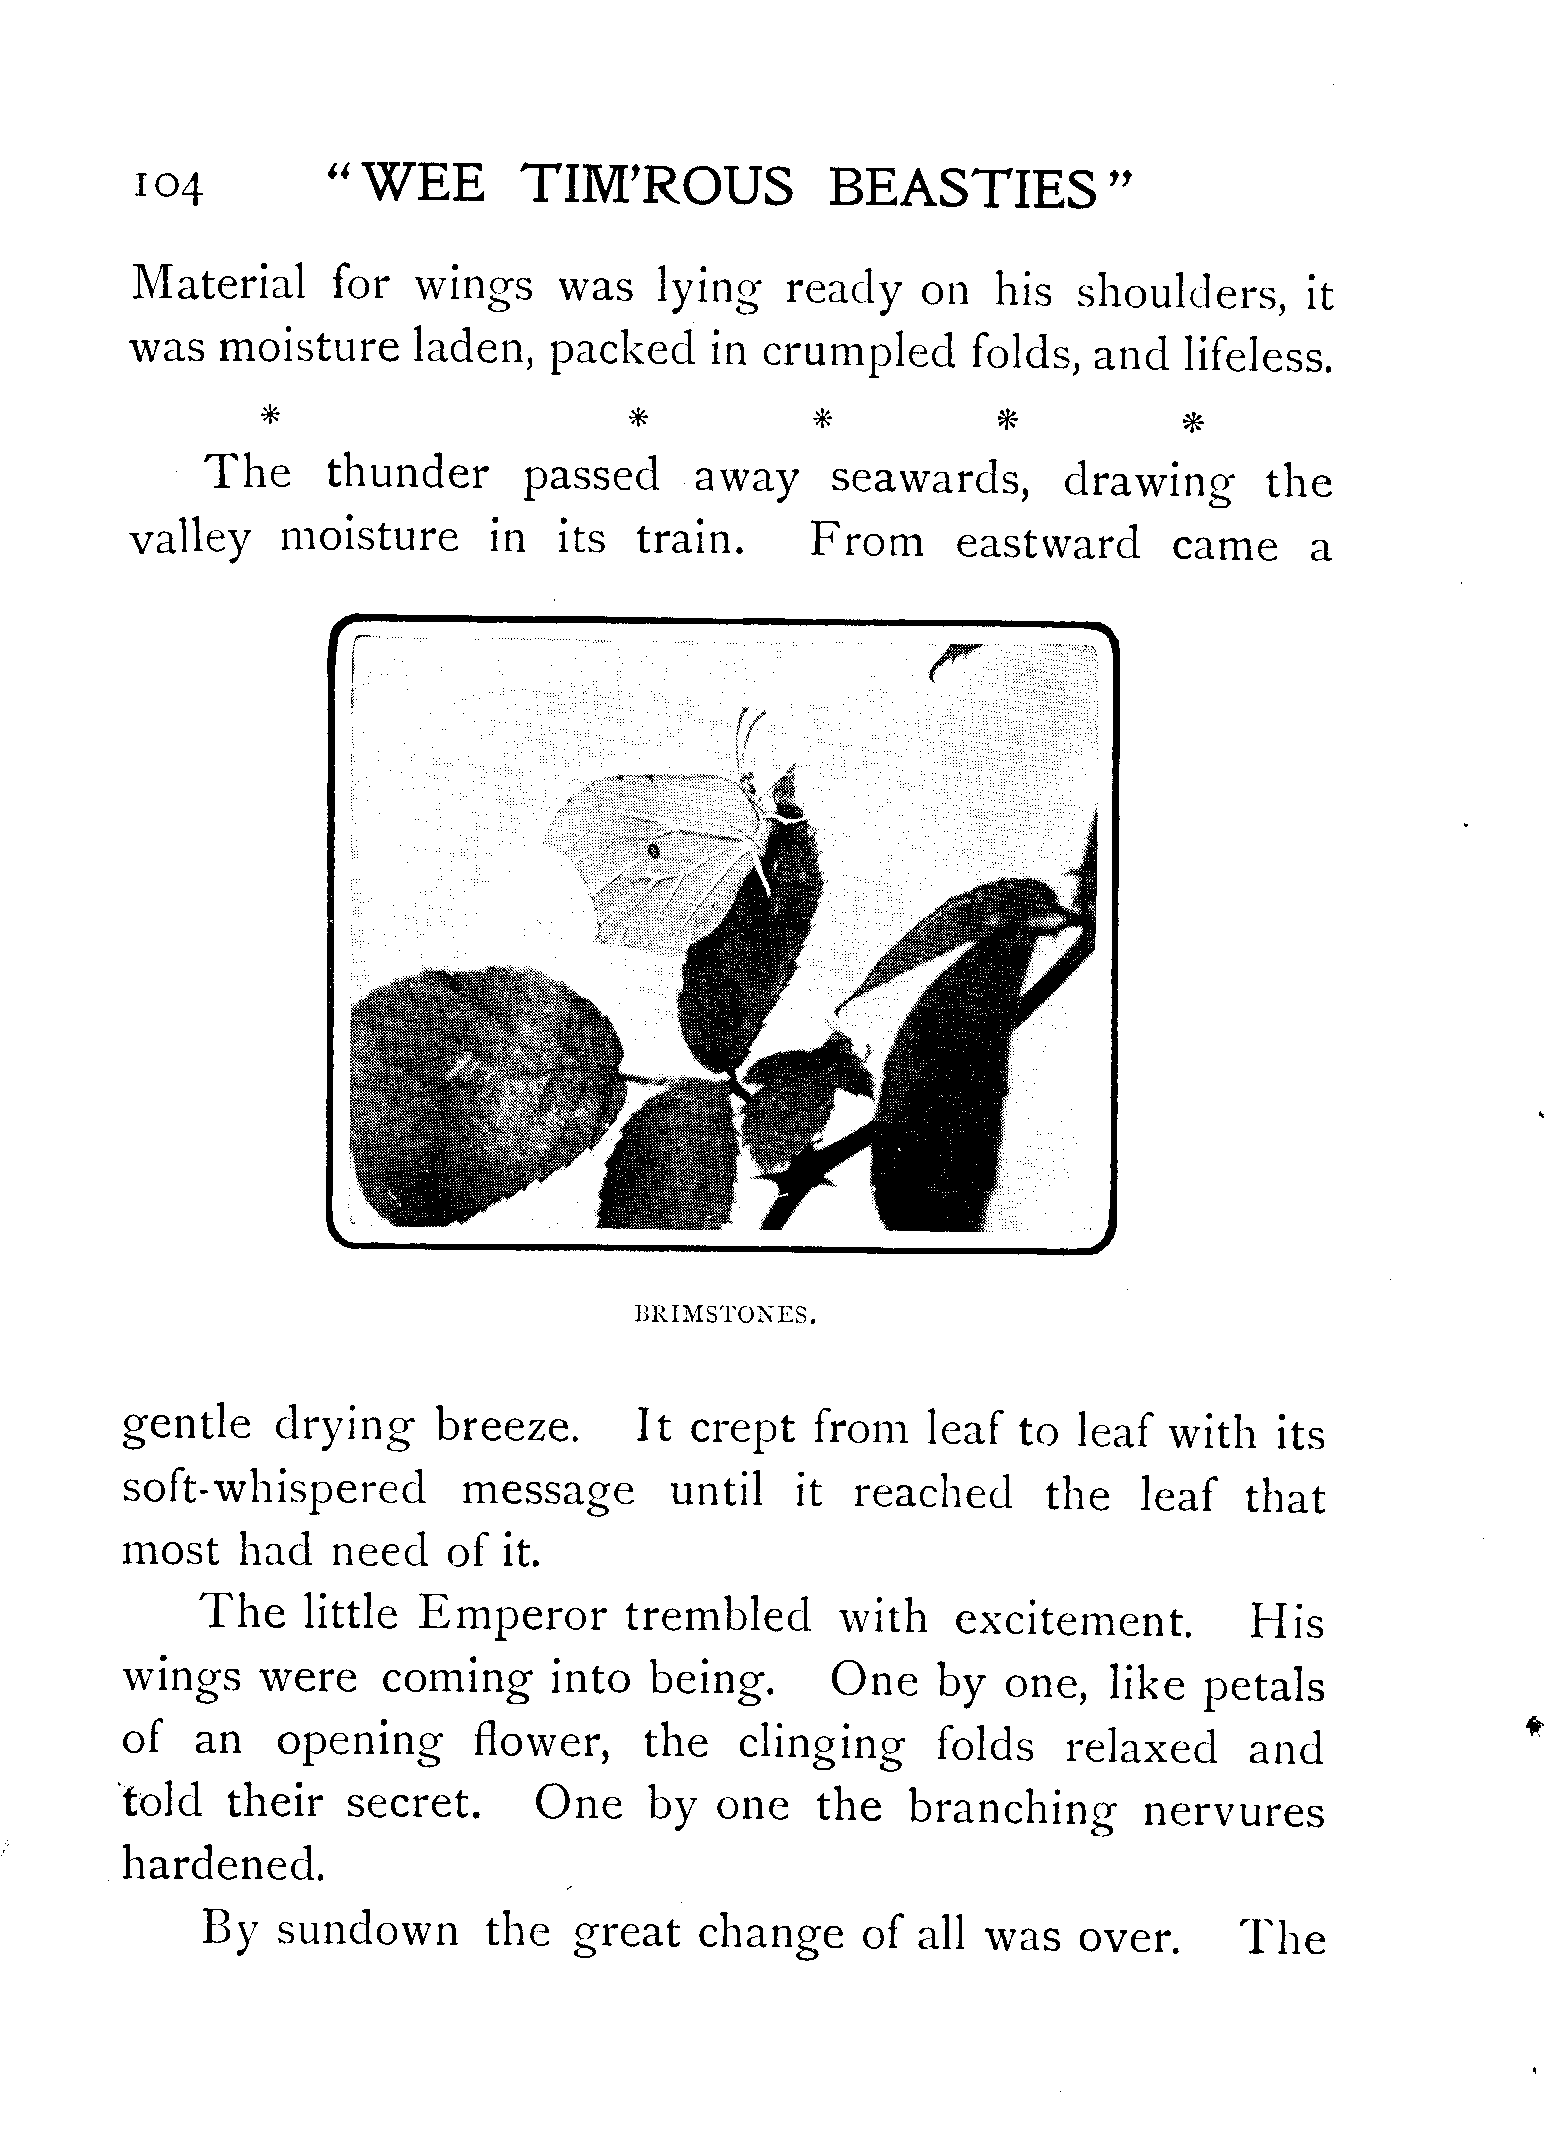 104 "WEE TIM'ROUS BEASTIES"
Material for wings was lying ready on his shoulders, it
was moisture laden, packed in crumpled folds, and lifeless.
* * * * *
The thunder passed away seawards, drawing the
valley moisture in its train. From eastward came a
BRIMSTONES.
gentle drying breeze. It crept from leaf to leaf with its
soft-whispered message until it reached the leaf that
most had need of it.
The little Emperor trembled with excitement. His
wings were coming into being. One by one, like petals
of an opening flower, the clinging folds relaxed and
told their secret. One by one the branching nervures
hardened.
By sundown the great change of all was over. The